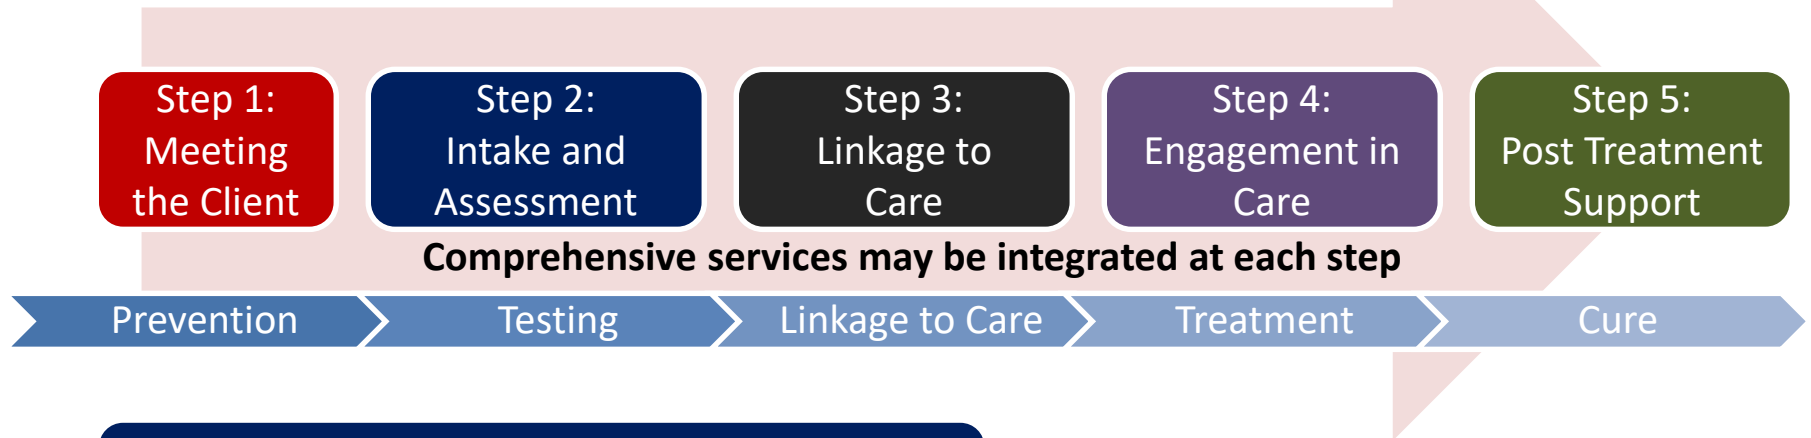 Step 1:
Meeting
the Client
Step 2:
Intake and
Assessment
Step 3:
Linkage to
Care
Step 4:
Engagement in
Care
Step 5:
Post Treatment
Support
Comprehensive services may be integrated at each step
Prevention
Testing
Linkage to Care
Treatment
Cure